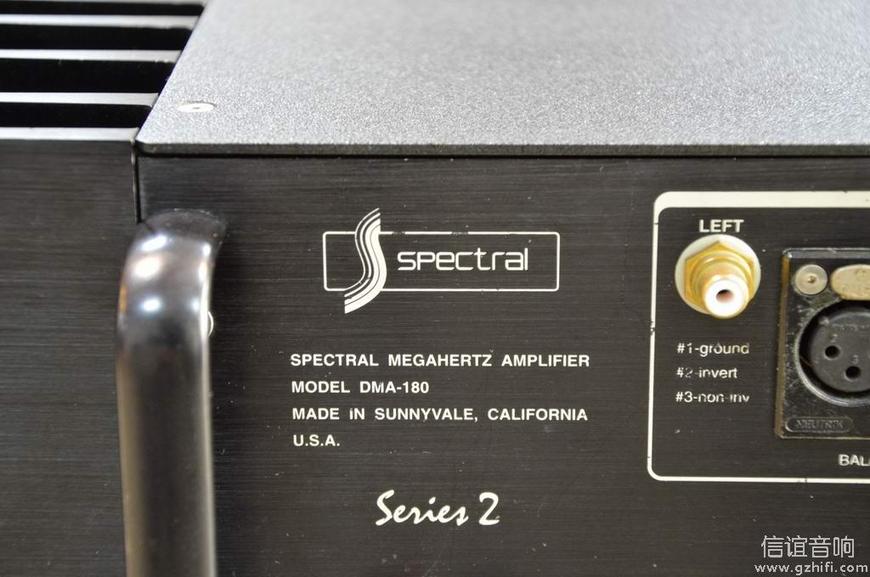 spectral
SPECTRAL MEGAHERTZ AMPLIFIER
MODEL DMA-180
MADE IN SUNNYVALE, CALIFORNIA
U.S.A.
Series 2
LEFT
#1-ground
#2-invert
#3-non-inv
NEUTRIK
信谊音响
www.gzhifi.com